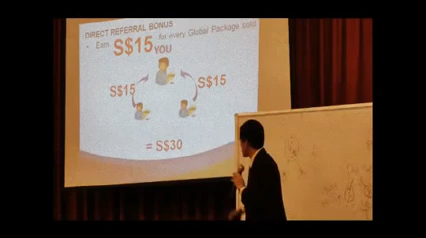 DIRECT REFERRAL BONUS
• Earn S$15 for every Global Package sold
YOU
S$15 S$15
= S$30